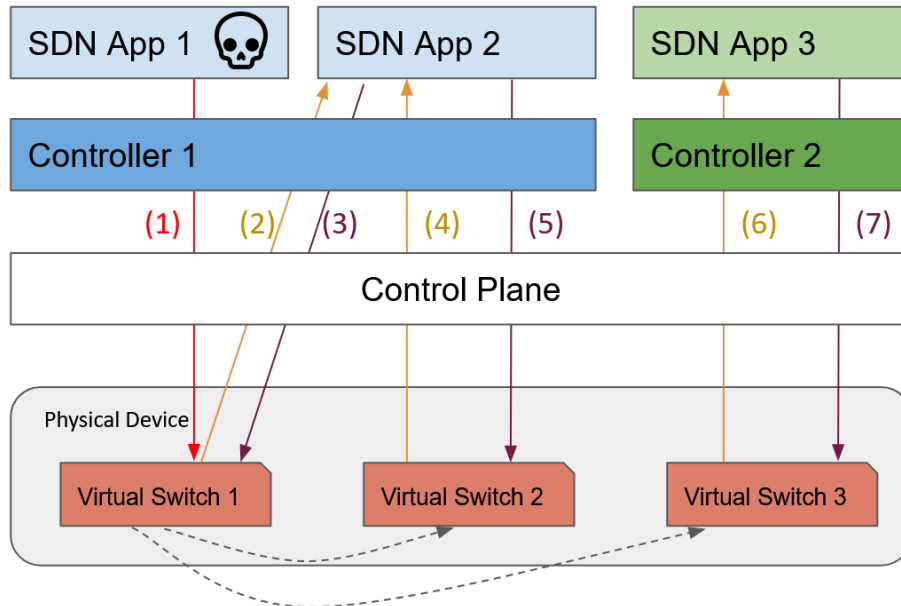 SDN App 1
SDN App 2
SDN App 3
Controller 1
Controller 2
(1)
(2)
(3)
(4)
(5)
(6)
(7)
Control Plane
Physical Device
Virtual Switch 1
Virtual Switch 2
Virtual Switch 3